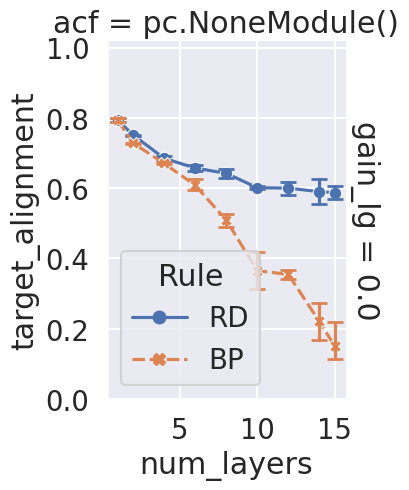 acf = pc.NoneModule()
target_alignment
1.0
0.8
0.6
0.4
0.2
0.0
Rule
RD
BP
5
10
15
num_layers
gain_lg = 0.0